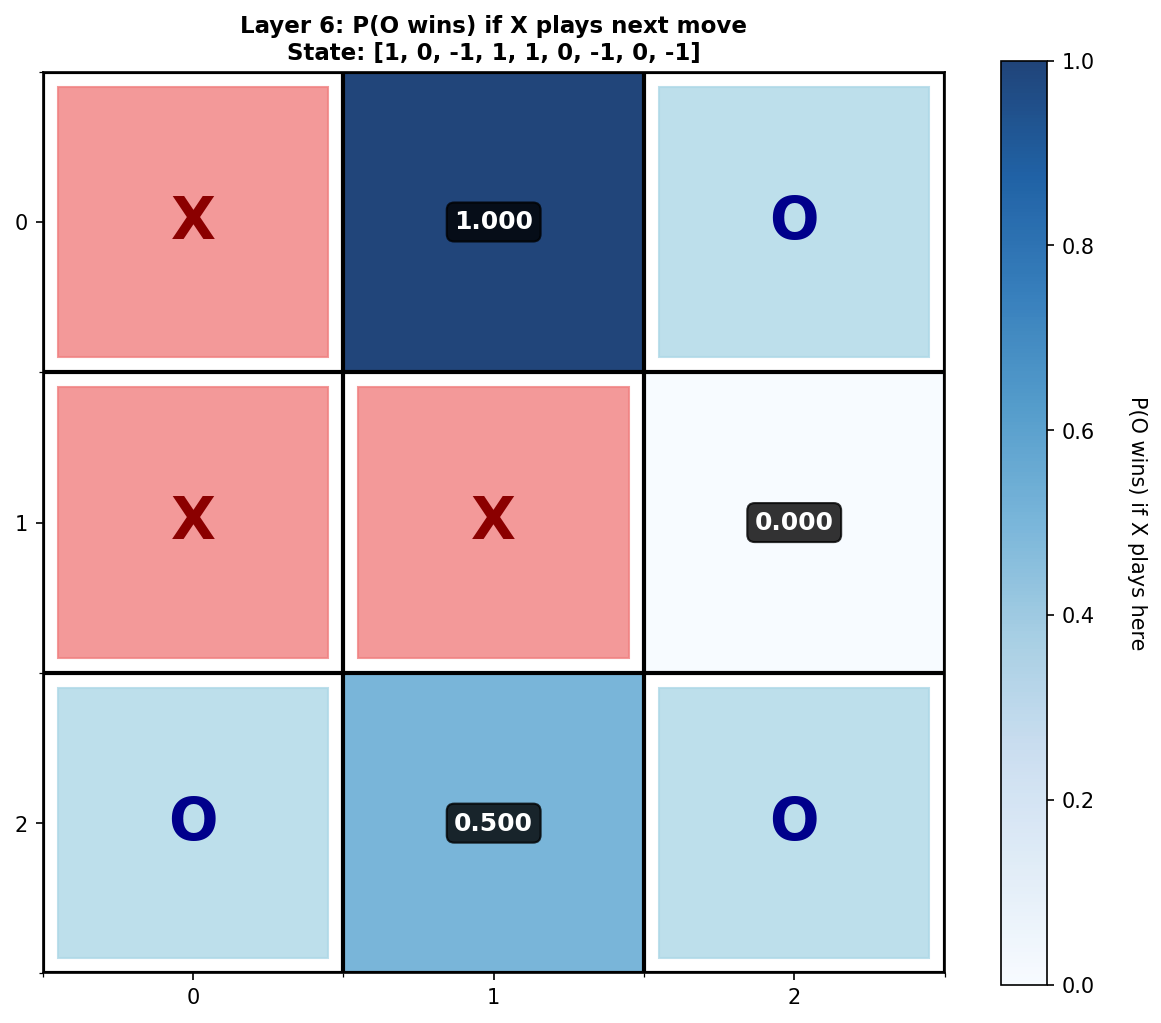 Layer 6: P(O wins) if X plays next move
State: [1, 0, -1, 1, 1, 0, -1, 0, -1]
X
1.000
O
X
X
0.000
O
0.500
O
0
1
2
0
1
2
1.0
0.8
0.6
0.4
0.2
0.0
P(O wins) if X plays here